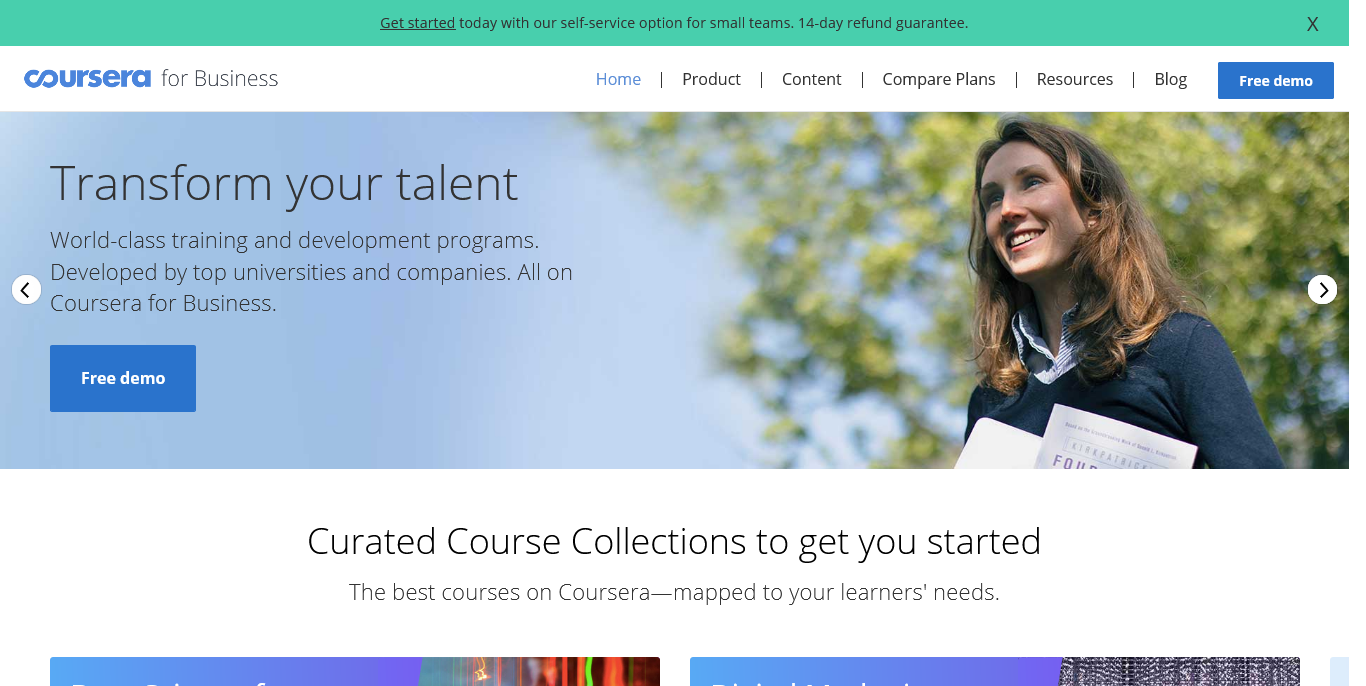 Get started today with our self-service option for small teams. 14-day refund guarantee.
X
coursera for Business
Home | Product | Content | Compare Plans | Resources | Blog
Free demo
Transform your talent
World-class training and development programs.
Developed by top universities and companies. All on
Coursera for Business.
Free demo
KIRKPATRICK
FOUR
Curated Course Collections to get you started
The best courses on Coursera—mapped to your learners' needs.